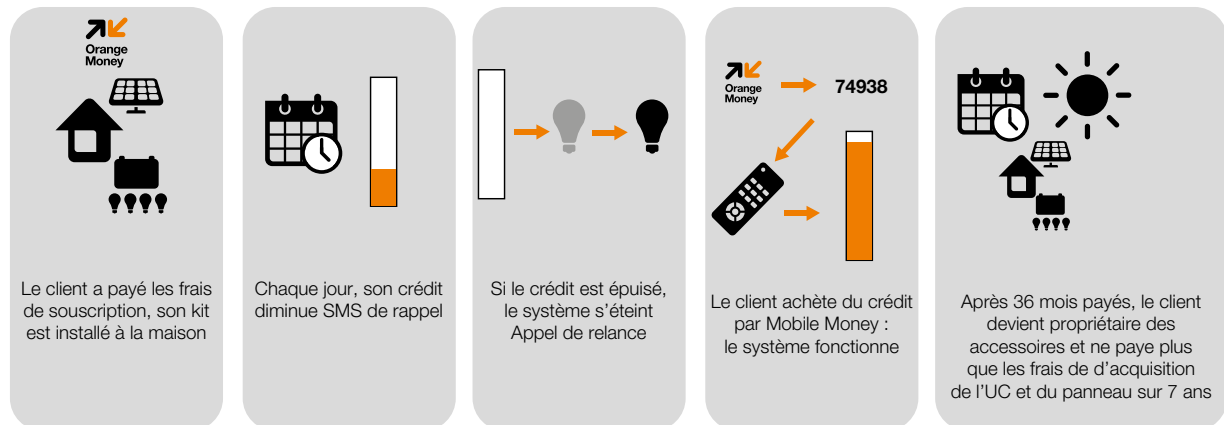 Orange
Money
Le client a payé les frais
de souscription, son kit
est installé à la maison
Chaque jour, son crédit
diminue SMS de rappel
Si le crédit est épuisé,
le système s’éteint
Appel de relance
Orange
Money
74938
Le client achète du crédit
par Mobile Money :
le système fonctionne
Après 36 mois payés, le client
devient propriétaire des
accessoires et ne paye plus
que les frais de d’acquisition
de l’UC et du panneau sur 7 ans